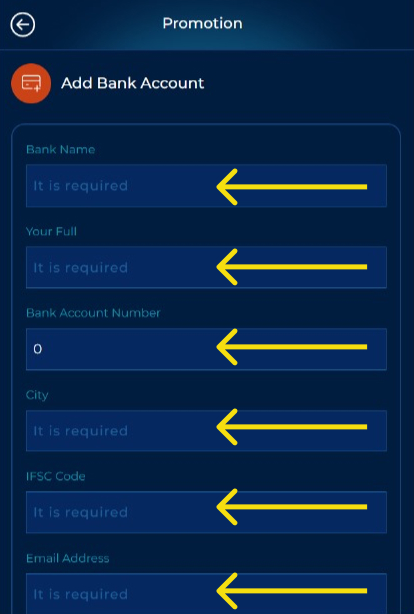 Promotion
Add Bank Account
Bank Name
It is required
Your Full
It is required
Bank Account Number
0
City
It is required
IFSC Code
It is required
Email Address
It is required